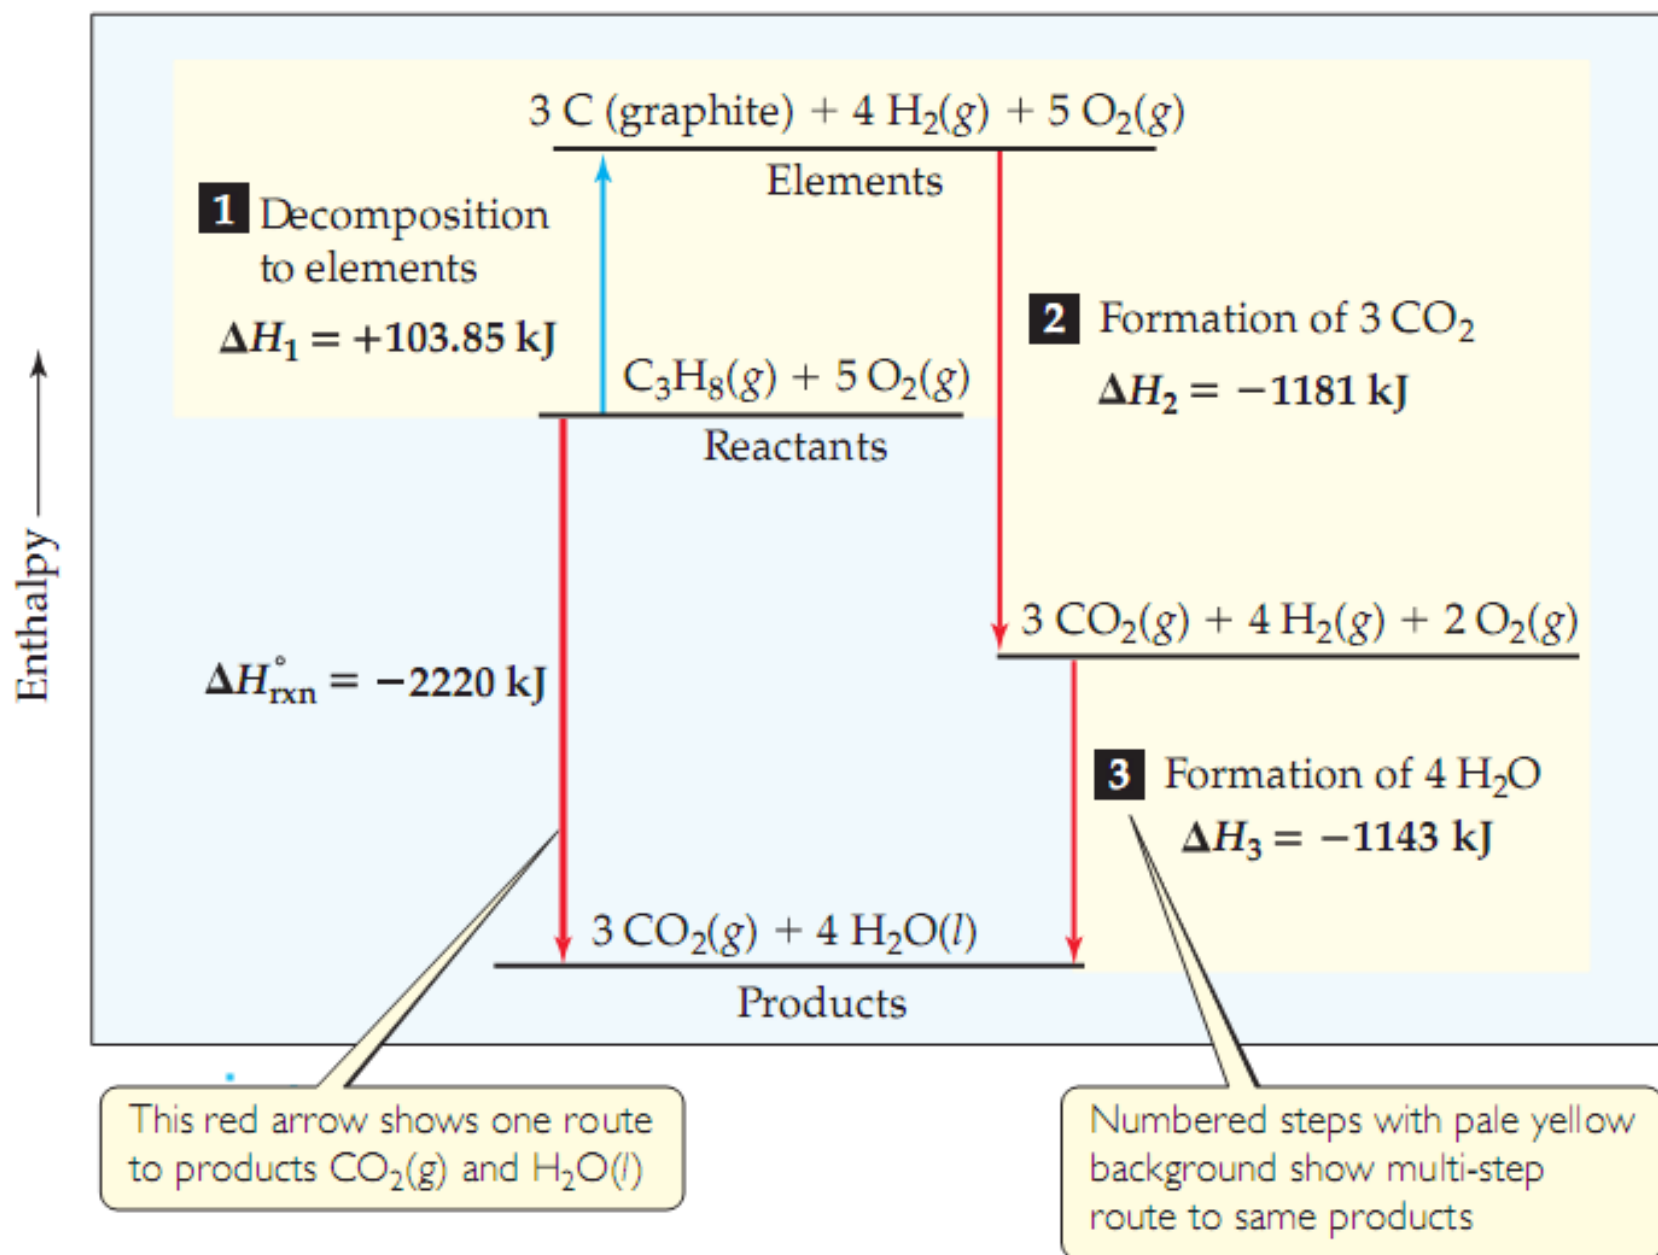 3 C (graphite) + 4 H₂(g) + 5 O₂(g)
Elements
1 Decomposition
to elements
ΔH₁ = +103.85 kJ
2 Formation of 3 CO₂
ΔH₂ = −1181 kJ
C₃H₈(g) + 5 O₂(g)
Reactants
Enthalpy
3 CO₂(g) + 4 H₂(g) + 2 O₂(g)
ΔH°rxn = −2220 kJ
3 Formation of 4 H₂O
ΔH₃ = −1143 kJ
3 CO₂(g) + 4 H₂O(l)
Products
This red arrow shows one route
to products CO₂(g) and H₂O(l)
Numbered steps with pale yellow
background show multi-step
route to same products